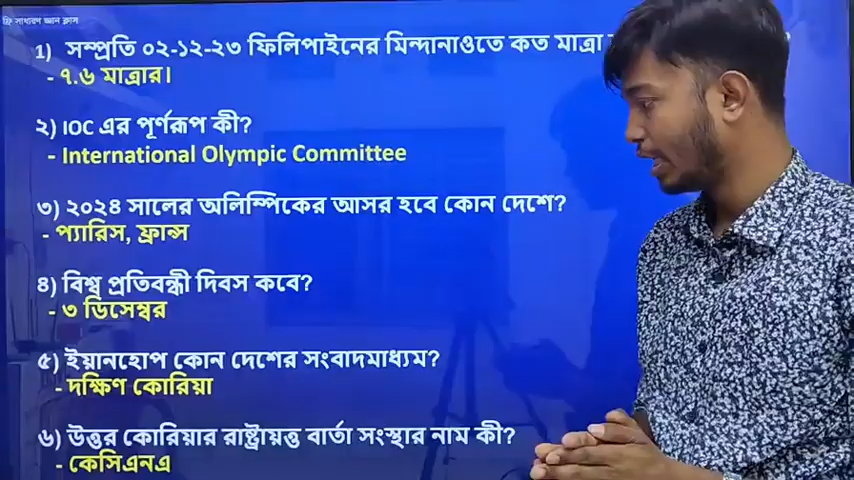 ফ্রি সাধারণ জ্ঞান ক্লাস
1) সম্প্রতি ০২-১২-২৩ ফিলিপাইনের মিন্দানাওতে কত মাত্রা
- ৭.৬ মাত্রার।
২) IOC এর পূর্ণরূপ কী?
- International Olympic Committee
৩) ২০২৪ সালের অলিম্পিকের আসর হবে কোন দেশে?
- প্যারিস, ফ্রান্স
৪) বিশ্ব প্রতিবন্ধী দিবস কবে?
- ৩ ডিসেম্বর
৫) ইয়ানহোপ কোন দেশের সংবাদমাধ্যম?
- দক্ষিণ কোরিয়া
৬) উত্তর কোরিয়ার রাষ্ট্রায়ত্ত বার্তা সংস্থার নাম কী?
- কেসিএনএ